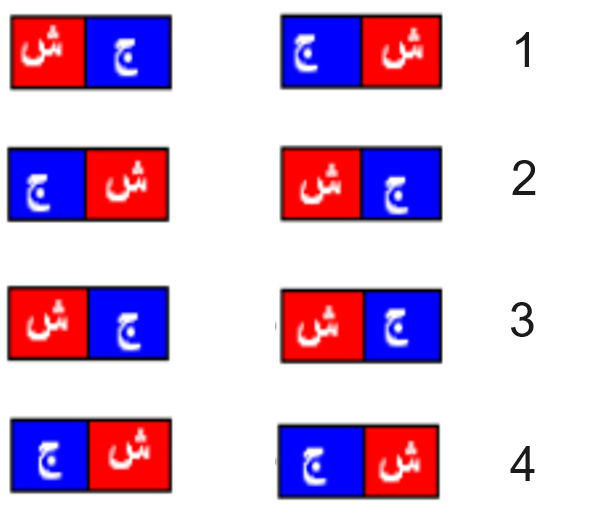 1 ش ج ج ش
2 ج ش ش ج
3 ج ش ج ش
4 ش ج ش ج